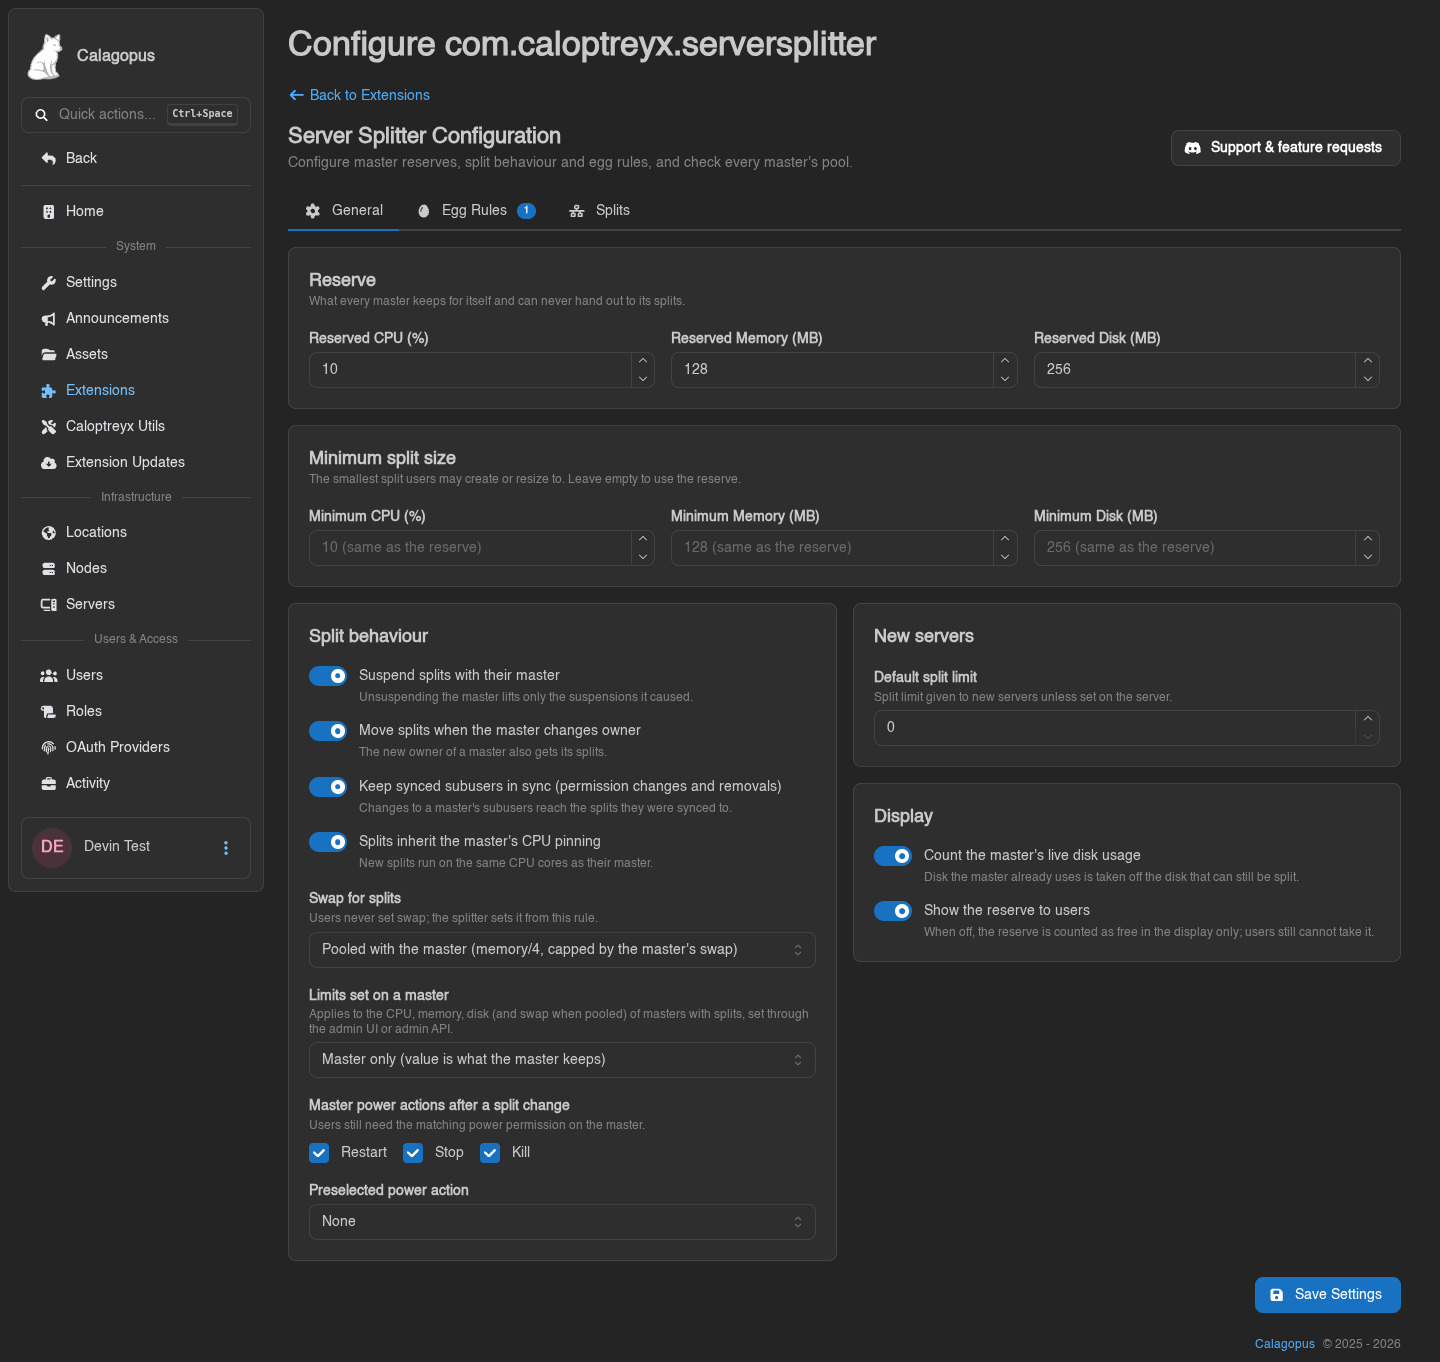 Calagopus
Quick actions... Ctrl+Space
Back
Home
System
Settings
Announcements
Assets
Extensions
Caloptreyx Utils
Extension Updates
Infrastructure
Locations
Nodes
Servers
Users & Access
Users
Roles
OAuth Providers
Activity
DE Devin Test
Configure com.caloptreyx.serversplitter
Back to Extensions
Server Splitter Configuration
Configure master reserves, split behaviour and egg rules, and check every master's pool.
Support & feature requests
General Egg Rules 1 Splits
Reserve
What every master keeps for itself and can never hand out to its splits.
Reserved CPU (%) Reserved Memory (MB) Reserved Disk (MB)
10 128 256
Minimum split size
The smallest split users may create or resize to. Leave empty to use the reserve.
Minimum CPU (%) Minimum Memory (MB) Minimum Disk (MB)
10 (same as the reserve) 128 (same as the reserve) 256 (same as the reserve)
Split behaviour
Suspend splits with their master
Unsuspending the master lifts only the suspensions it caused.
Move splits when the master changes owner
The new owner of a master also gets its splits.
Keep synced subusers in sync (permission changes and removals)
Changes to a master's subusers reach the splits they were synced to.
Splits inherit the master's CPU pinning
New splits run on the same CPU cores as their master.
Swap for splits
Users never set swap; the splitter sets it from this rule.
Pooled with the master (memory/4, capped by the master's swap)
Limits set on a master
Applies to the CPU, memory, disk (and swap when pooled) of masters with splits, set through
the admin UI or admin API.
Master only (value is what the master keeps)
Master power actions after a split change
Users still need the matching power permission on the master.
Restart Stop Kill
Preselected power action
None
New servers
Default split limit
Split limit given to new servers unless set on the server.
0
Display
Count the master's live disk usage
Disk the master already uses is taken off the disk that can still be split.
Show the reserve to users
When off, the reserve is counted as free in the display only; users still cannot take it.
Save Settings
Calagopus © 2025 - 2026